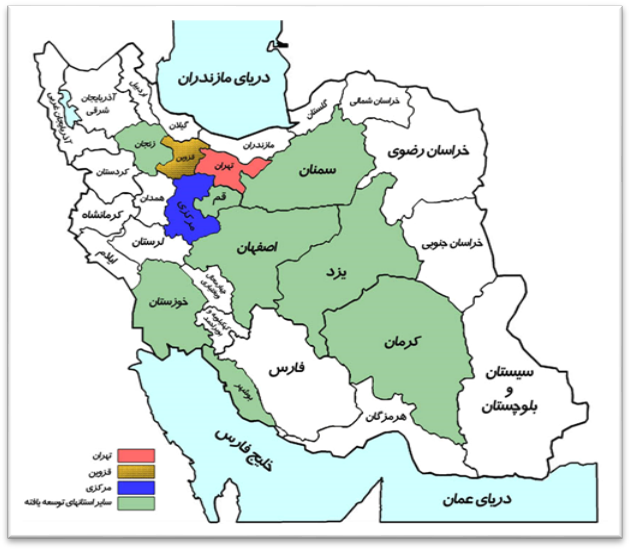 دریای مازندران
آذربایجان
شرقی
آذربایجان غربی
اردبیل
گیلان
مازندران
گلستان
خراسان شمالی
خراسان رضوی
زنجان
قزوین
تهران
سمنان
کردستان
همدان
مرکزی
قم
کرمانشاه
لرستان
ایلام
اصفهان
یزد
خراسان جنوبی
خوزستان
چهارمحال
وبختیاری
کهگیلویه و
بویراحمد
فارس
کرمان
سیستان
و
بلوچستان
بوشهر
هرمزگان
خلیج فارس
دریای عمان
تهران
قزوین
مرکزی
سایر استانهای توسعه یافته